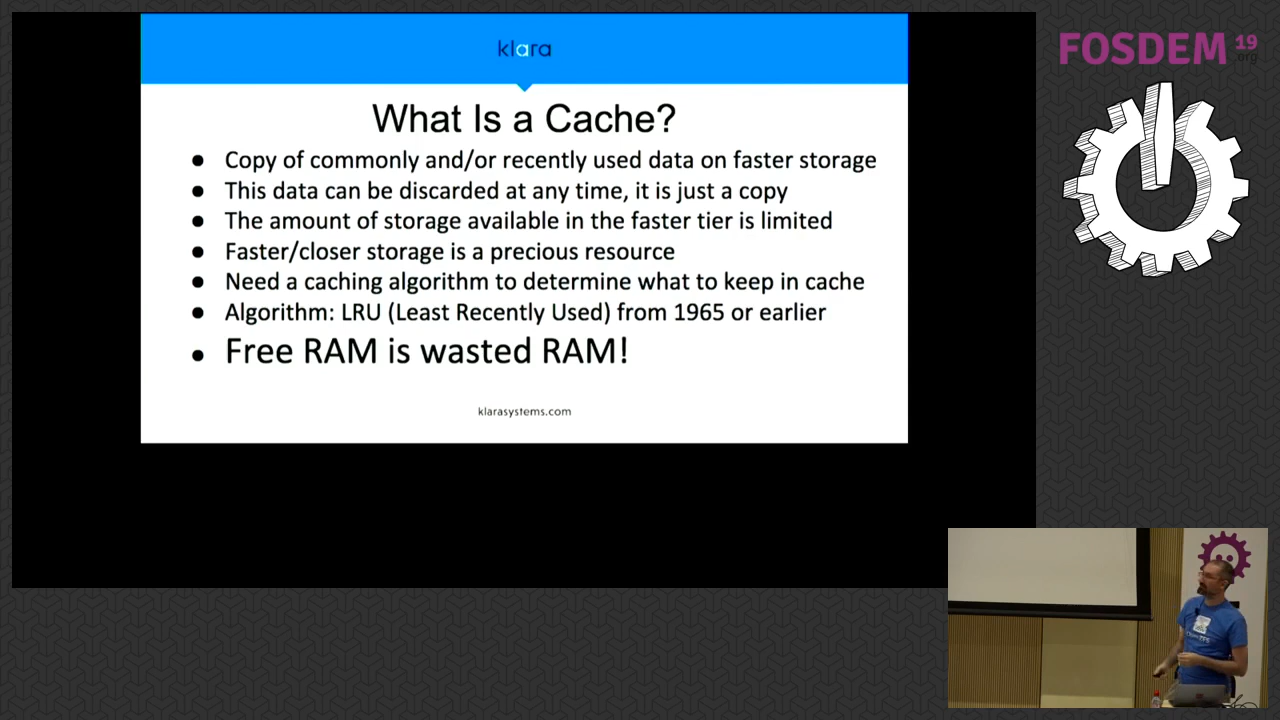 klara
What Is a Cache?
● Copy of commonly and/or recently used data on faster storage
● This data can be discarded at any time, it is just a copy
● The amount of storage available in the faster tier is limited
● Faster/closer storage is a precious resource
● Need a caching algorithm to determine what to keep in cache
● Algorithm: LRU (Least Recently Used) from 1965 or earlier
● Free RAM is wasted RAM!
klarasystems.com
FOSDEM 19
.org